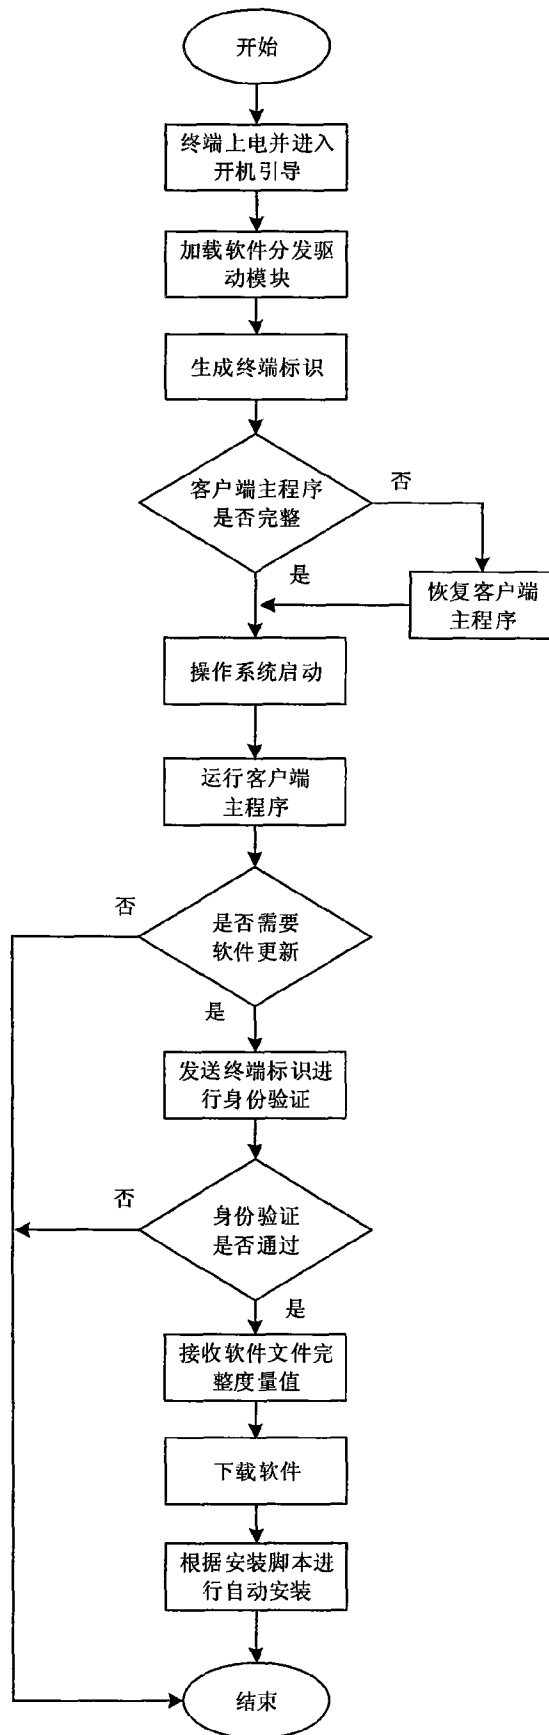 开始
终端上电并进入
开机引导
加载软件分发驱
动模块
生成终端标识
客户端主程序
是否完整
否
是
恢复客户端
主程序
操作系统启动
运行客户端
主程序
否
是否需要
软件更新
是
发送终端标识进
行身份验证
否
身份验证
是否通过
是
接收软件文件完
整度量值
下载软件
根据安装脚本进
行自动安装
结束